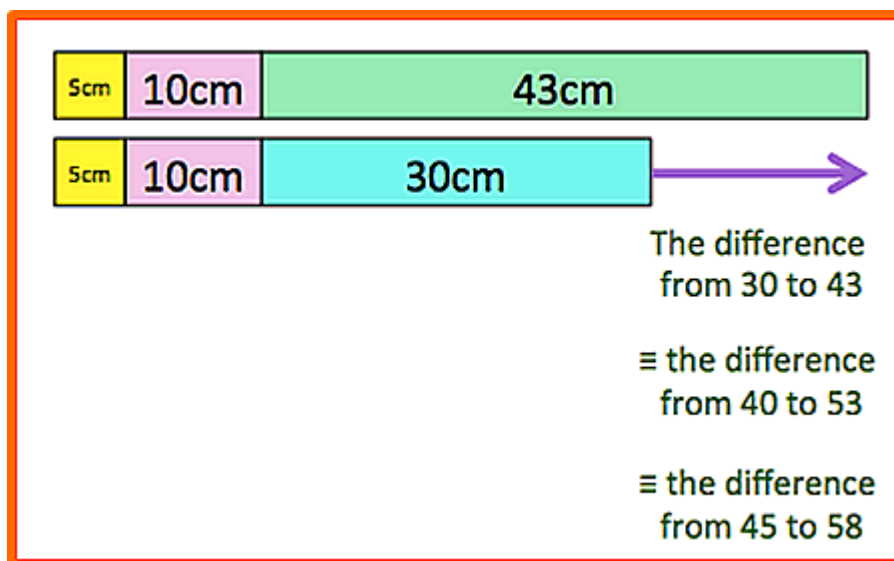 5cm 10cm 43cm
5cm 10cm 30cm
The difference
from 30 to 43
≡ the difference
from 40 to 53
≡ the difference
from 45 to 58